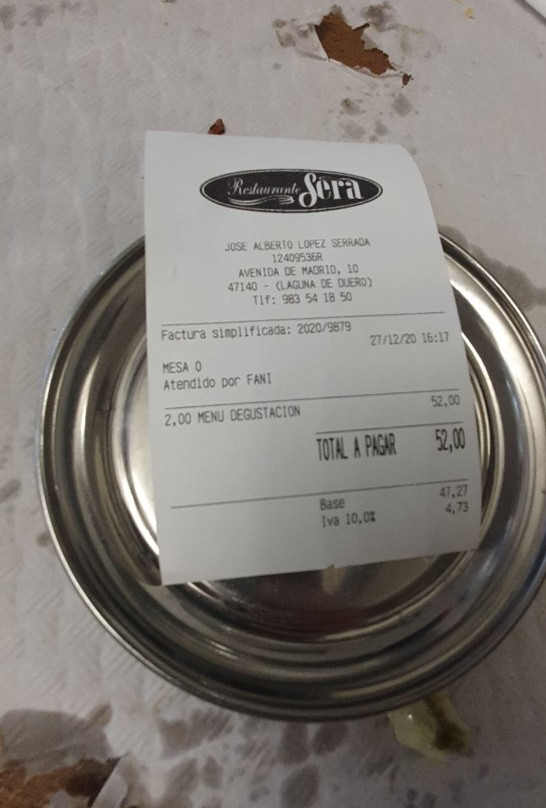 Restaurante Sera
JOSE ALBERTO LOPEZ SERRADA
12409536R
AVENIDA DE MADRID, 10
47140 - (LAGUNA DE DUERO)
Tlf: 983 54 18 50
Factura simplificada: 2020/9879
27/12/20 16:17
MESA 0
Atendido por FANI
2,00 MENU DEGUSTACION 52,00
TOTAL A PAGAR 52,00
Base 47,27
Iva 10,0% 4,73